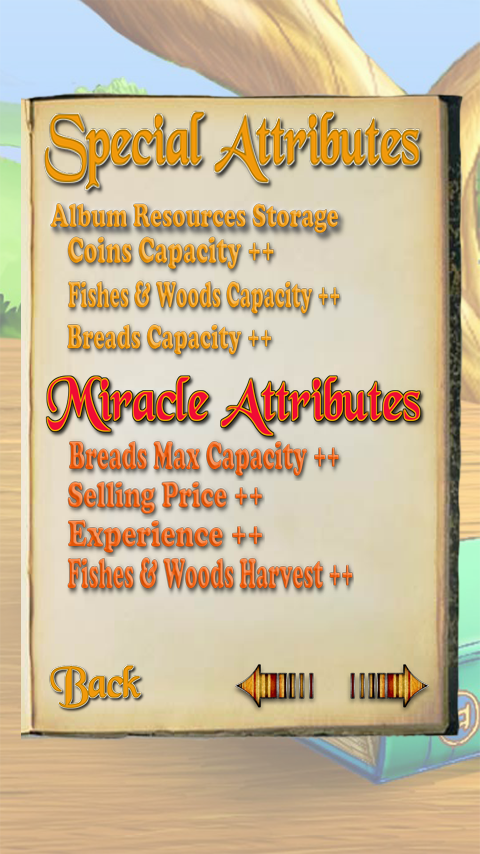 Special Attributes
Album Resources Storage
Coins Capacity ++
Fishes & Woods Capacity ++
Breads Capacity ++
Miracle Attributes
Breads Max Capacity ++
Selling Price ++
Experience ++
Fishes & Woods Harvest ++
Back